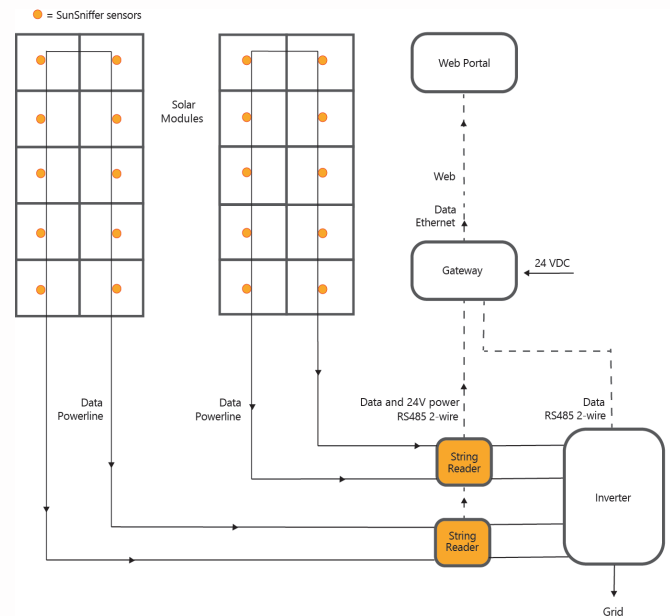 = SunSniffer sensors
Solar
Modules
Web Portal
Web
Data
Ethernet
Gateway
24 VDC
Data
Powerline
Data
Powerline
Data and 24V power
RS485 2-wire
Data
RS485 2-wire
String
Reader
Inverter
String
Reader
Grid